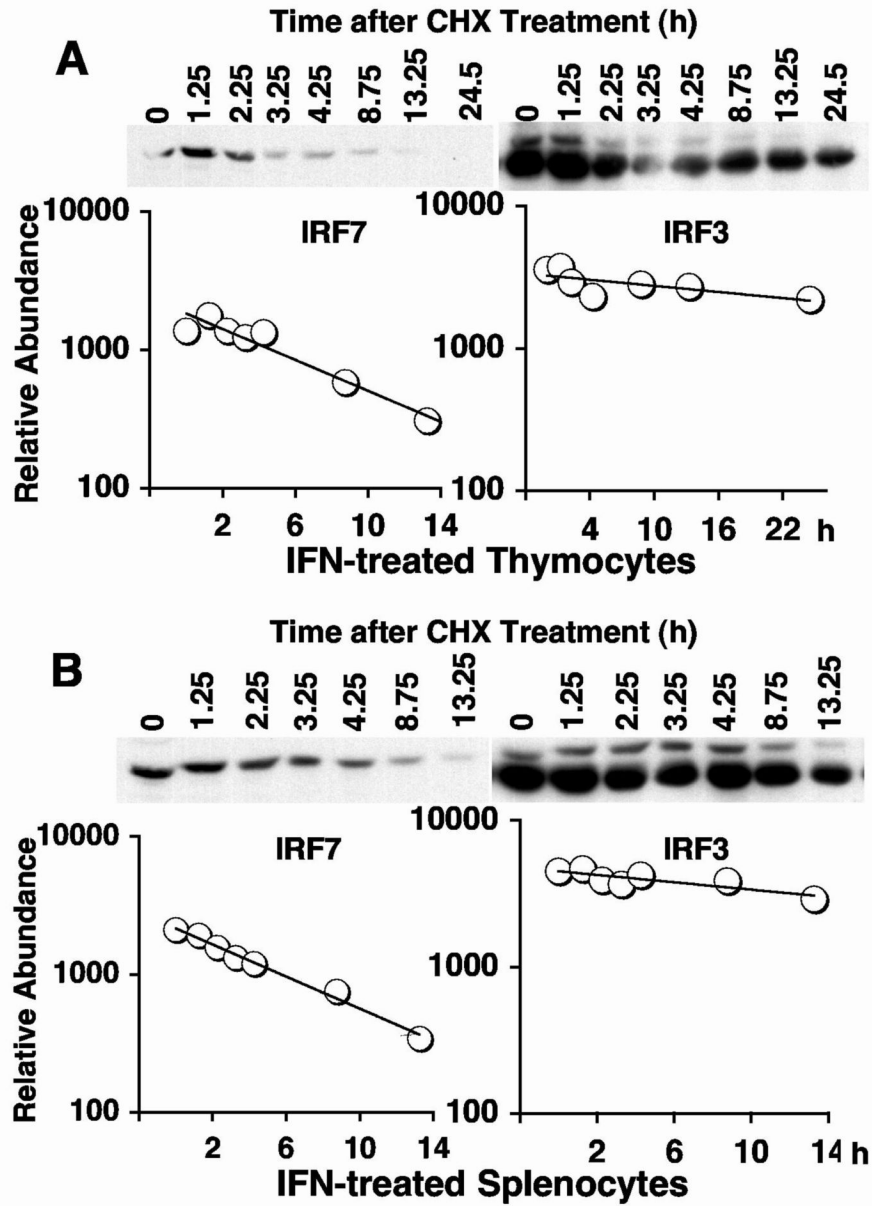 A
Time after CHX Treatment (h)
0 1.25 2.25 3.25 4.25 8.75 13.25 24.5
0 1.25 2.25 3.25 4.25 8.75 13.25 24.5
Relative Abundance
10000
1000
100
IRF7
2 6 10 14
10000
1000
100
IRF3
4 10 16 22 h
IFN-treated Thymocytes
B
Time after CHX Treatment (h)
0 1.25 2.25 3.25 4.25 8.75 13.25
0 1.25 2.25 3.25 4.25 8.75 13.25
Relative Abundance
10000
1000
100
IRF7
2 6 10 14
10000
1000
100
IRF3
2 6 10 14 h
IFN-treated Splenocytes